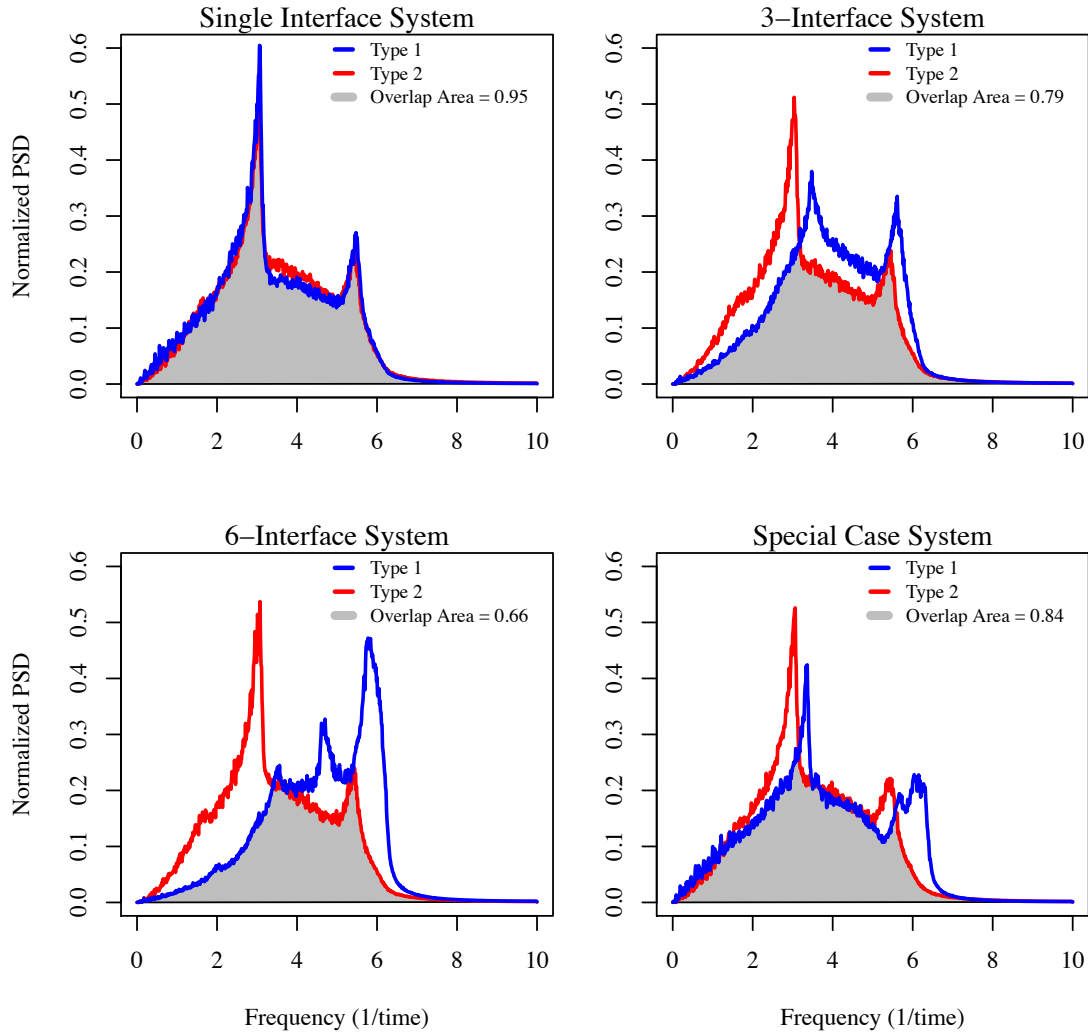 Single Interface System
Type 1
Type 2
Overlap Area = 0.95
Normalized PSD
0.0 0.1 0.2 0.3 0.4 0.5 0.6
0 2 4 6 8 10
3−Interface System
Type 1
Type 2
Overlap Area = 0.79
0.0 0.1 0.2 0.3 0.4 0.5 0.6
0 2 4 6 8 10
6−Interface System
Type 1
Type 2
Overlap Area = 0.66
Normalized PSD
0.0 0.1 0.2 0.3 0.4 0.5 0.6
0 2 4 6 8 10
Frequency (1/time)
Special Case System
Type 1
Type 2
Overlap Area = 0.84
0.0 0.1 0.2 0.3 0.4 0.5 0.6
0 2 4 6 8 10
Frequency (1/time)